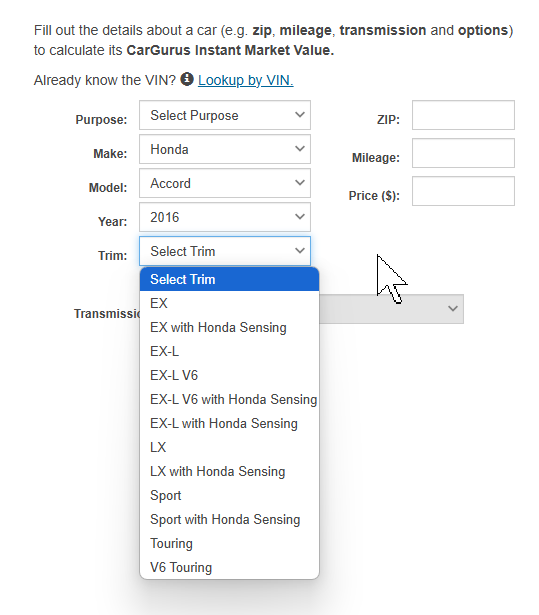 Fill out the details about a car (e.g. zip, mileage, transmission and options)
to calculate its CarGurus Instant Market Value.
Already know the VIN? Lookup by VIN.
Purpose: Select Purpose
ZIP:
Make: Honda
Mileage:
Model: Accord
Price ($):
Year: 2016
Trim: Select Trim
Select Trim
EX
EX with Honda Sensing
Transmissi
EX-L
EX-L V6
EX-L V6 with Honda Sensing
EX-L with Honda Sensing
LX
LX with Honda Sensing
Sport
Sport with Honda Sensing
Touring
V6 Touring